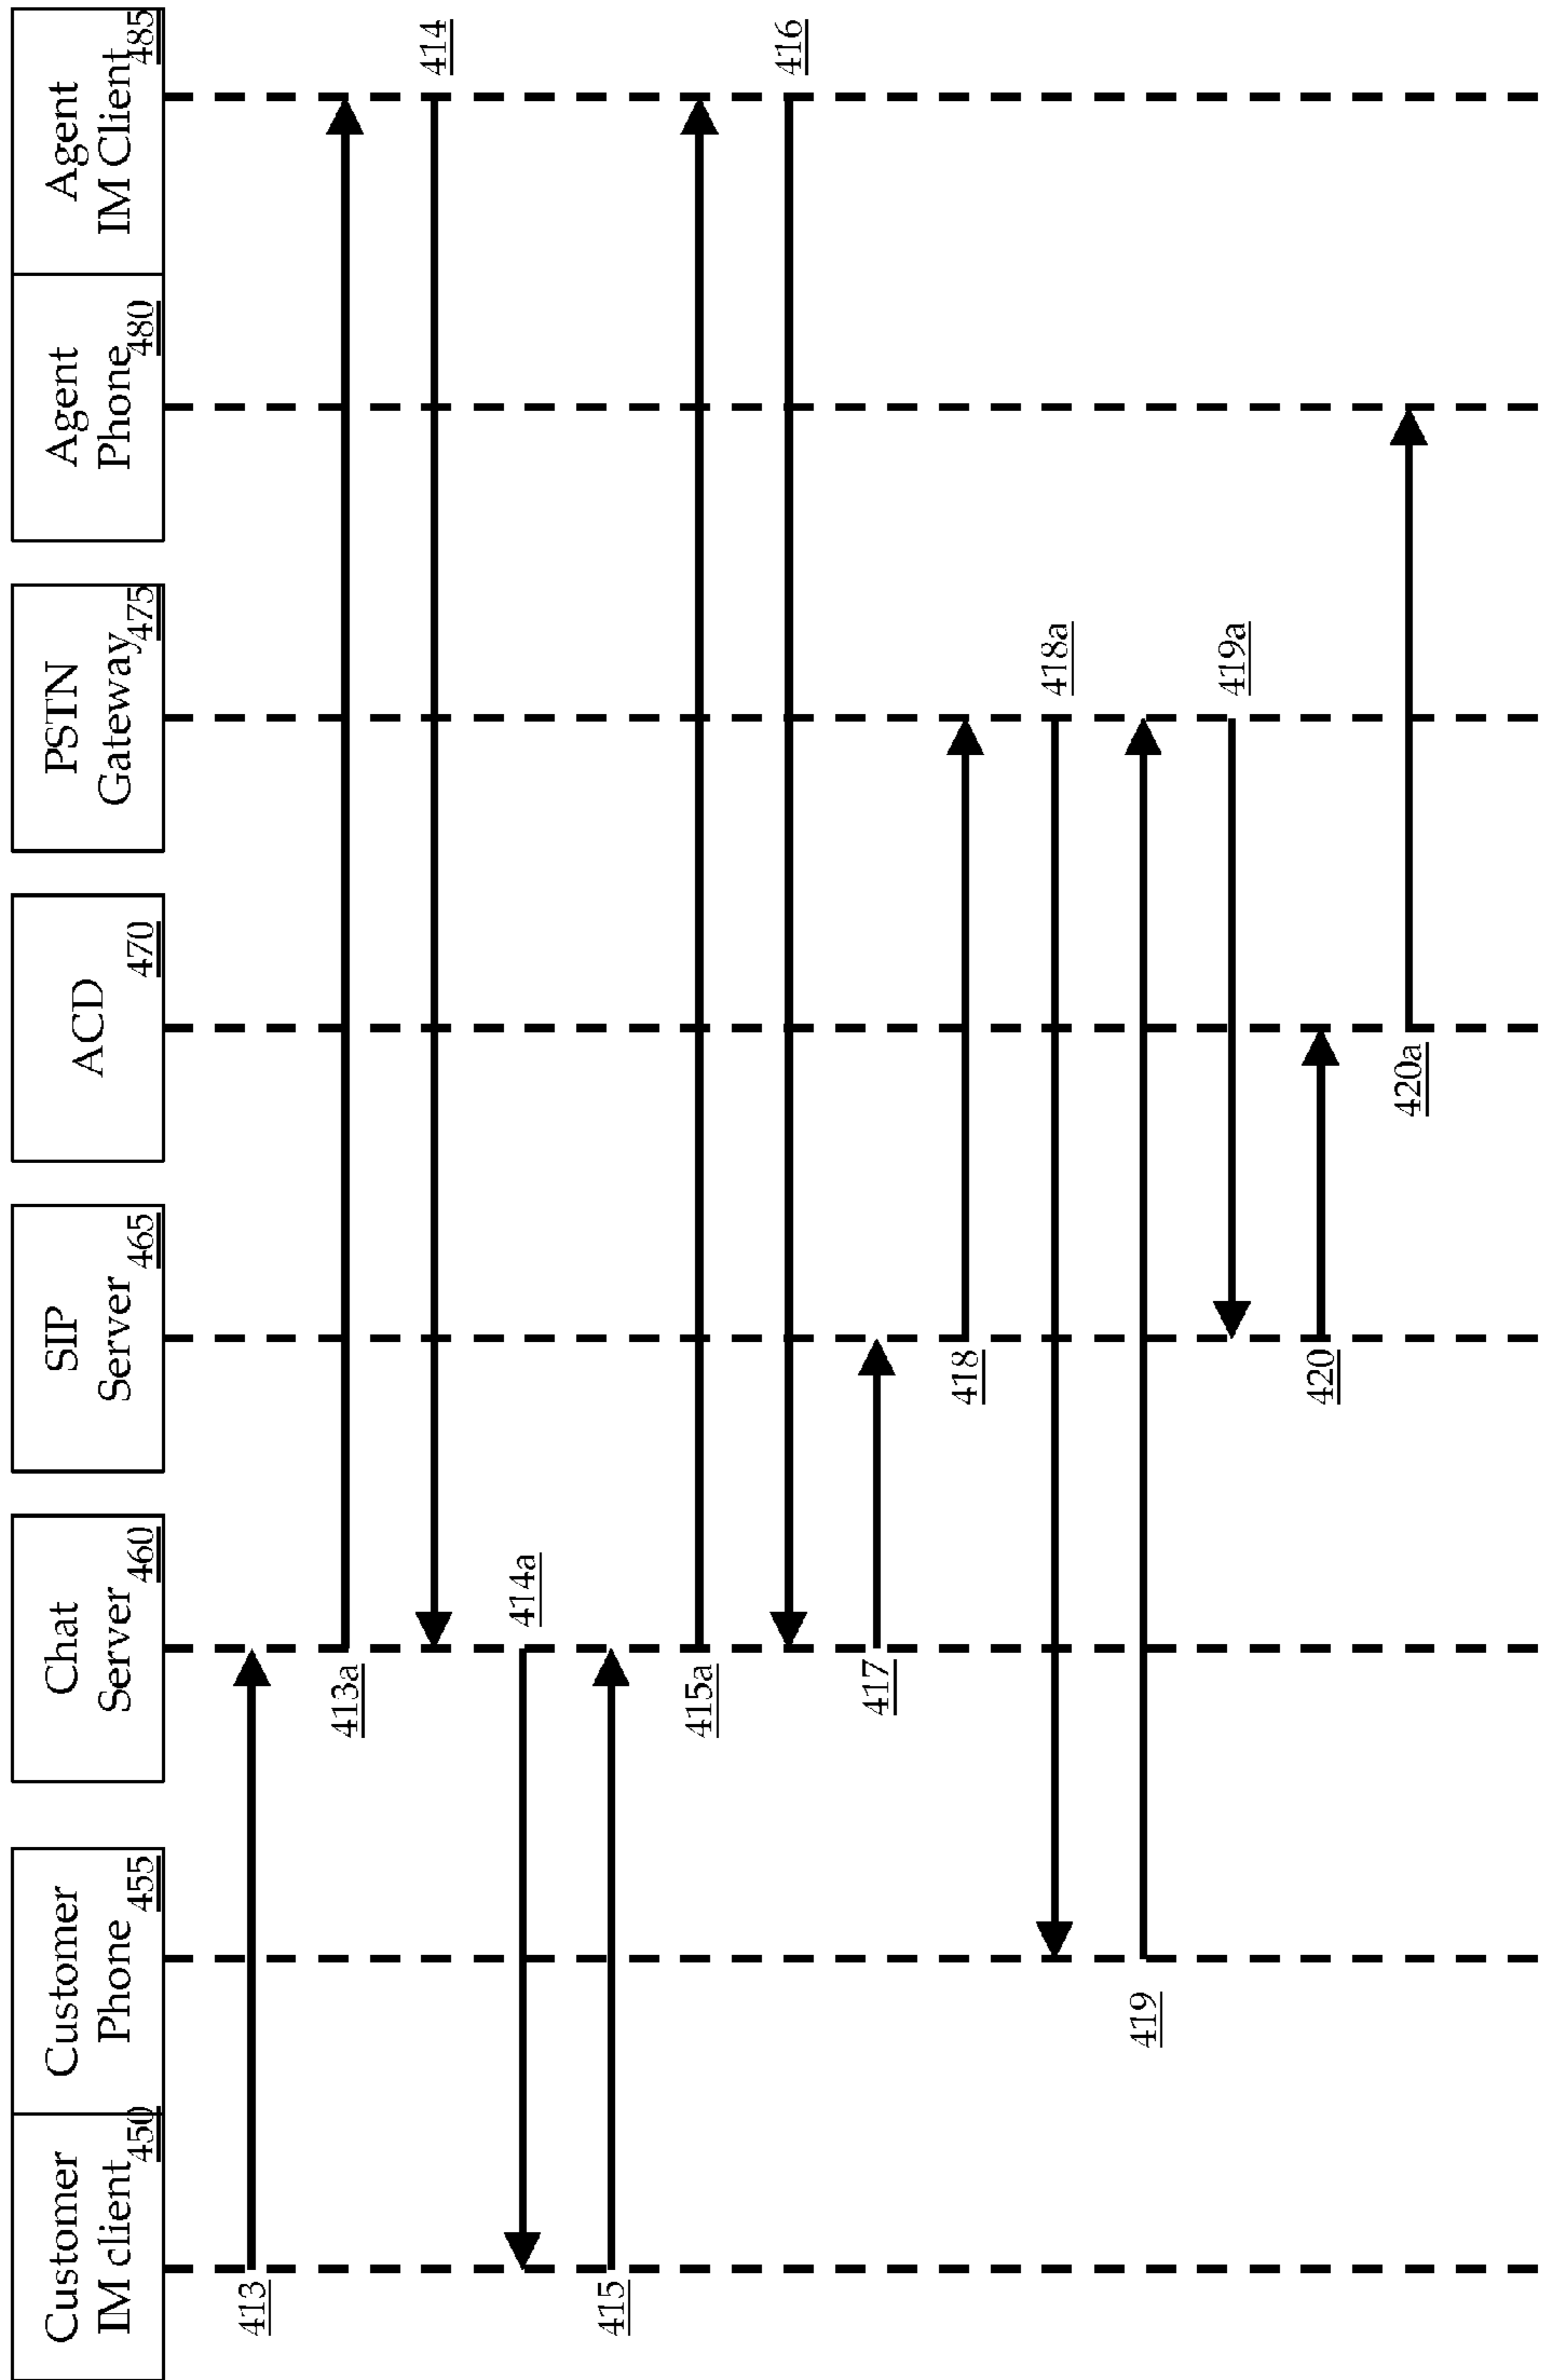 Customer
IM client
450
Customer
Phone
455
Chat
Server
460
SIP
Server
465
ACD
470
PSTN
Gateway
475
Agent
Phone
480
Agent
IM Client
485
413
413a
414
414a
415
415a
416
417
418
418a
419
419a
420
420a